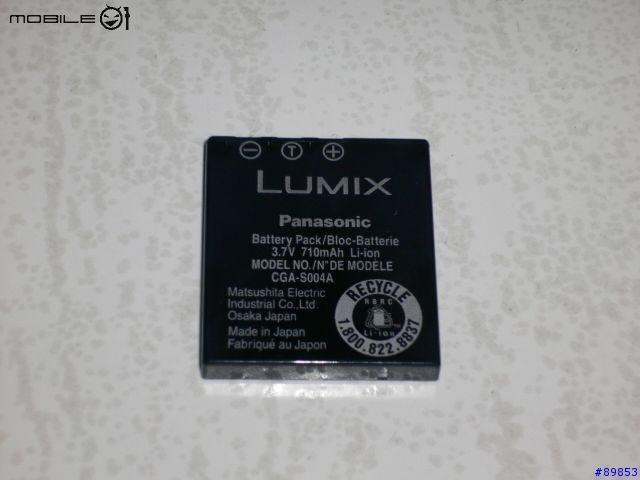 MOBILE01
− T +
LUMIX
Panasonic
Battery Pack/Bloc-Batterie
3.7V 710mAh Li-ion
MODEL NO./N° DE MODELE
CGA-S004A
Matsushita Electric
Industrial Co.,Ltd.
Osaka Japan
Made in Japan
Fabriqué au Japon
RECYCLE
RBRC
TM
Li-ion
1.800.822.8837
#89853